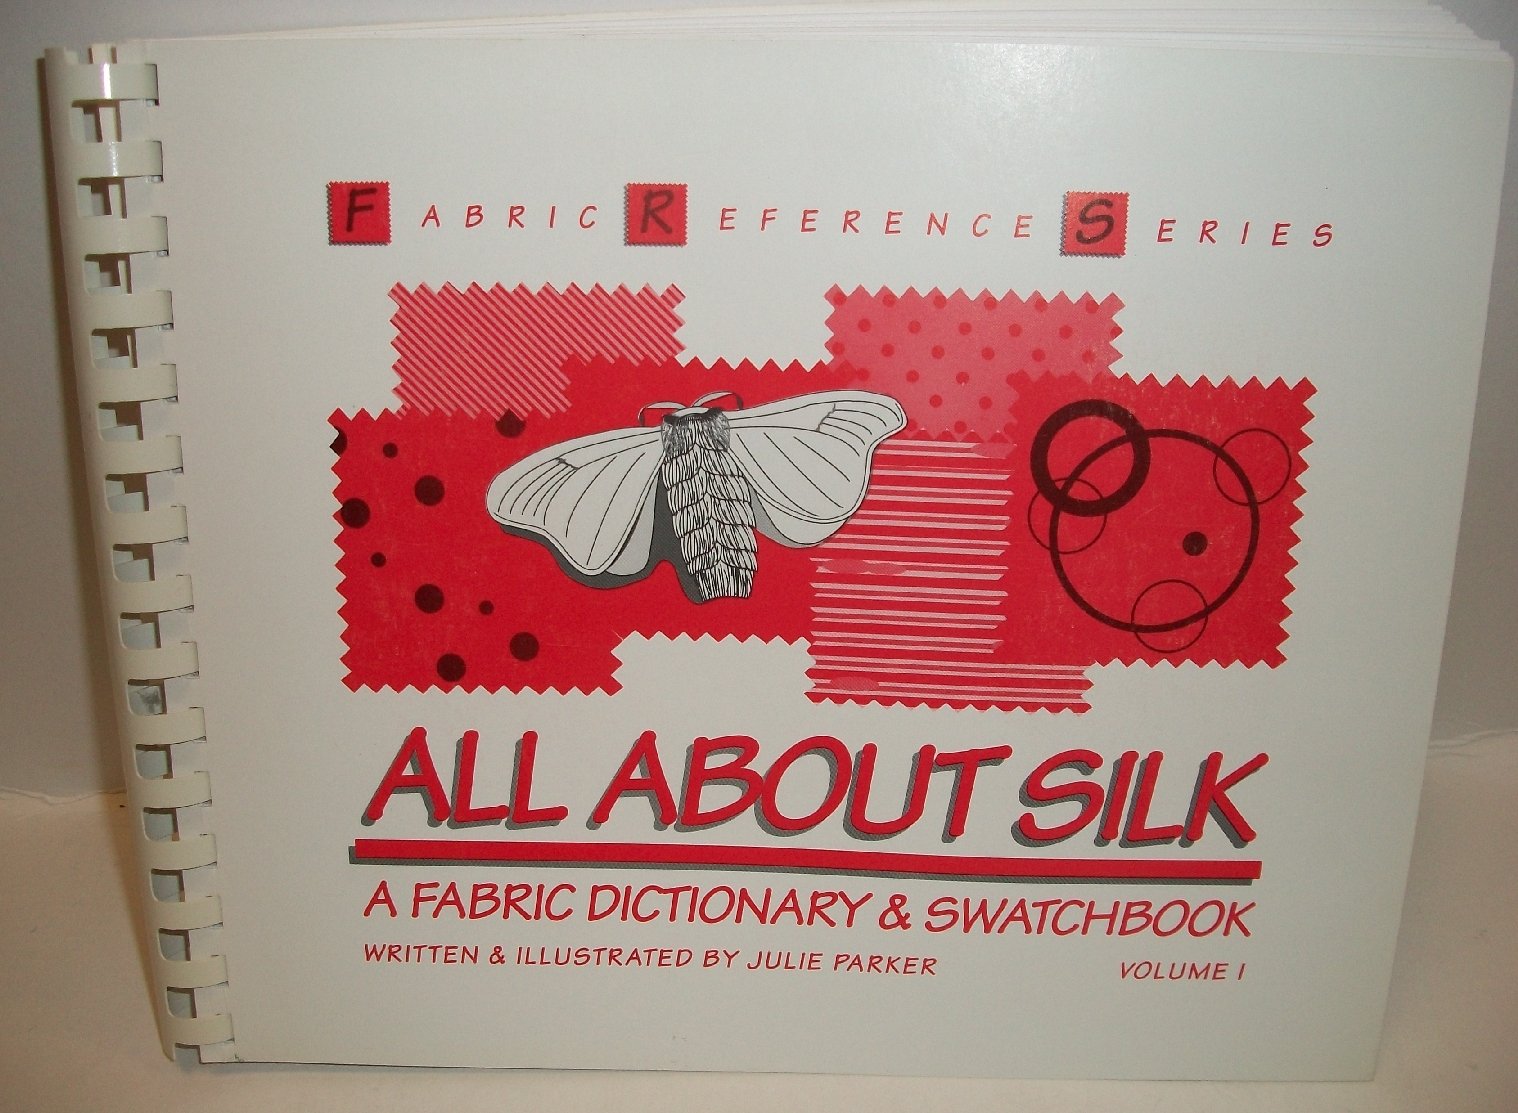 FABRIC REFERENCE SERIES
ALL ABOUT SILK
A FABRIC DICTIONARY & SWATCHBOOK
WRITTEN & ILLUSTRATED BY JULIE PARKER VOLUME I